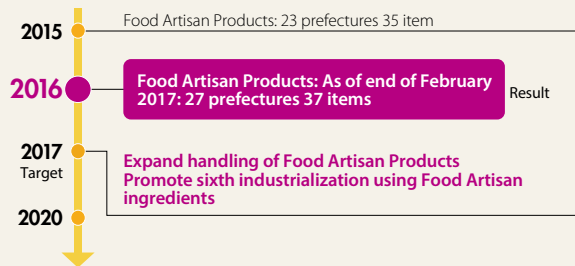 2015
Food Artisan Products: 23 prefectures 35 item
2016
Food Artisan Products: As of end of February
2017: 27 prefectures 37 items
Result
2017
Target
Expand handling of Food Artisan Products
Promote sixth industrialization using Food Artisan
ingredients
2020